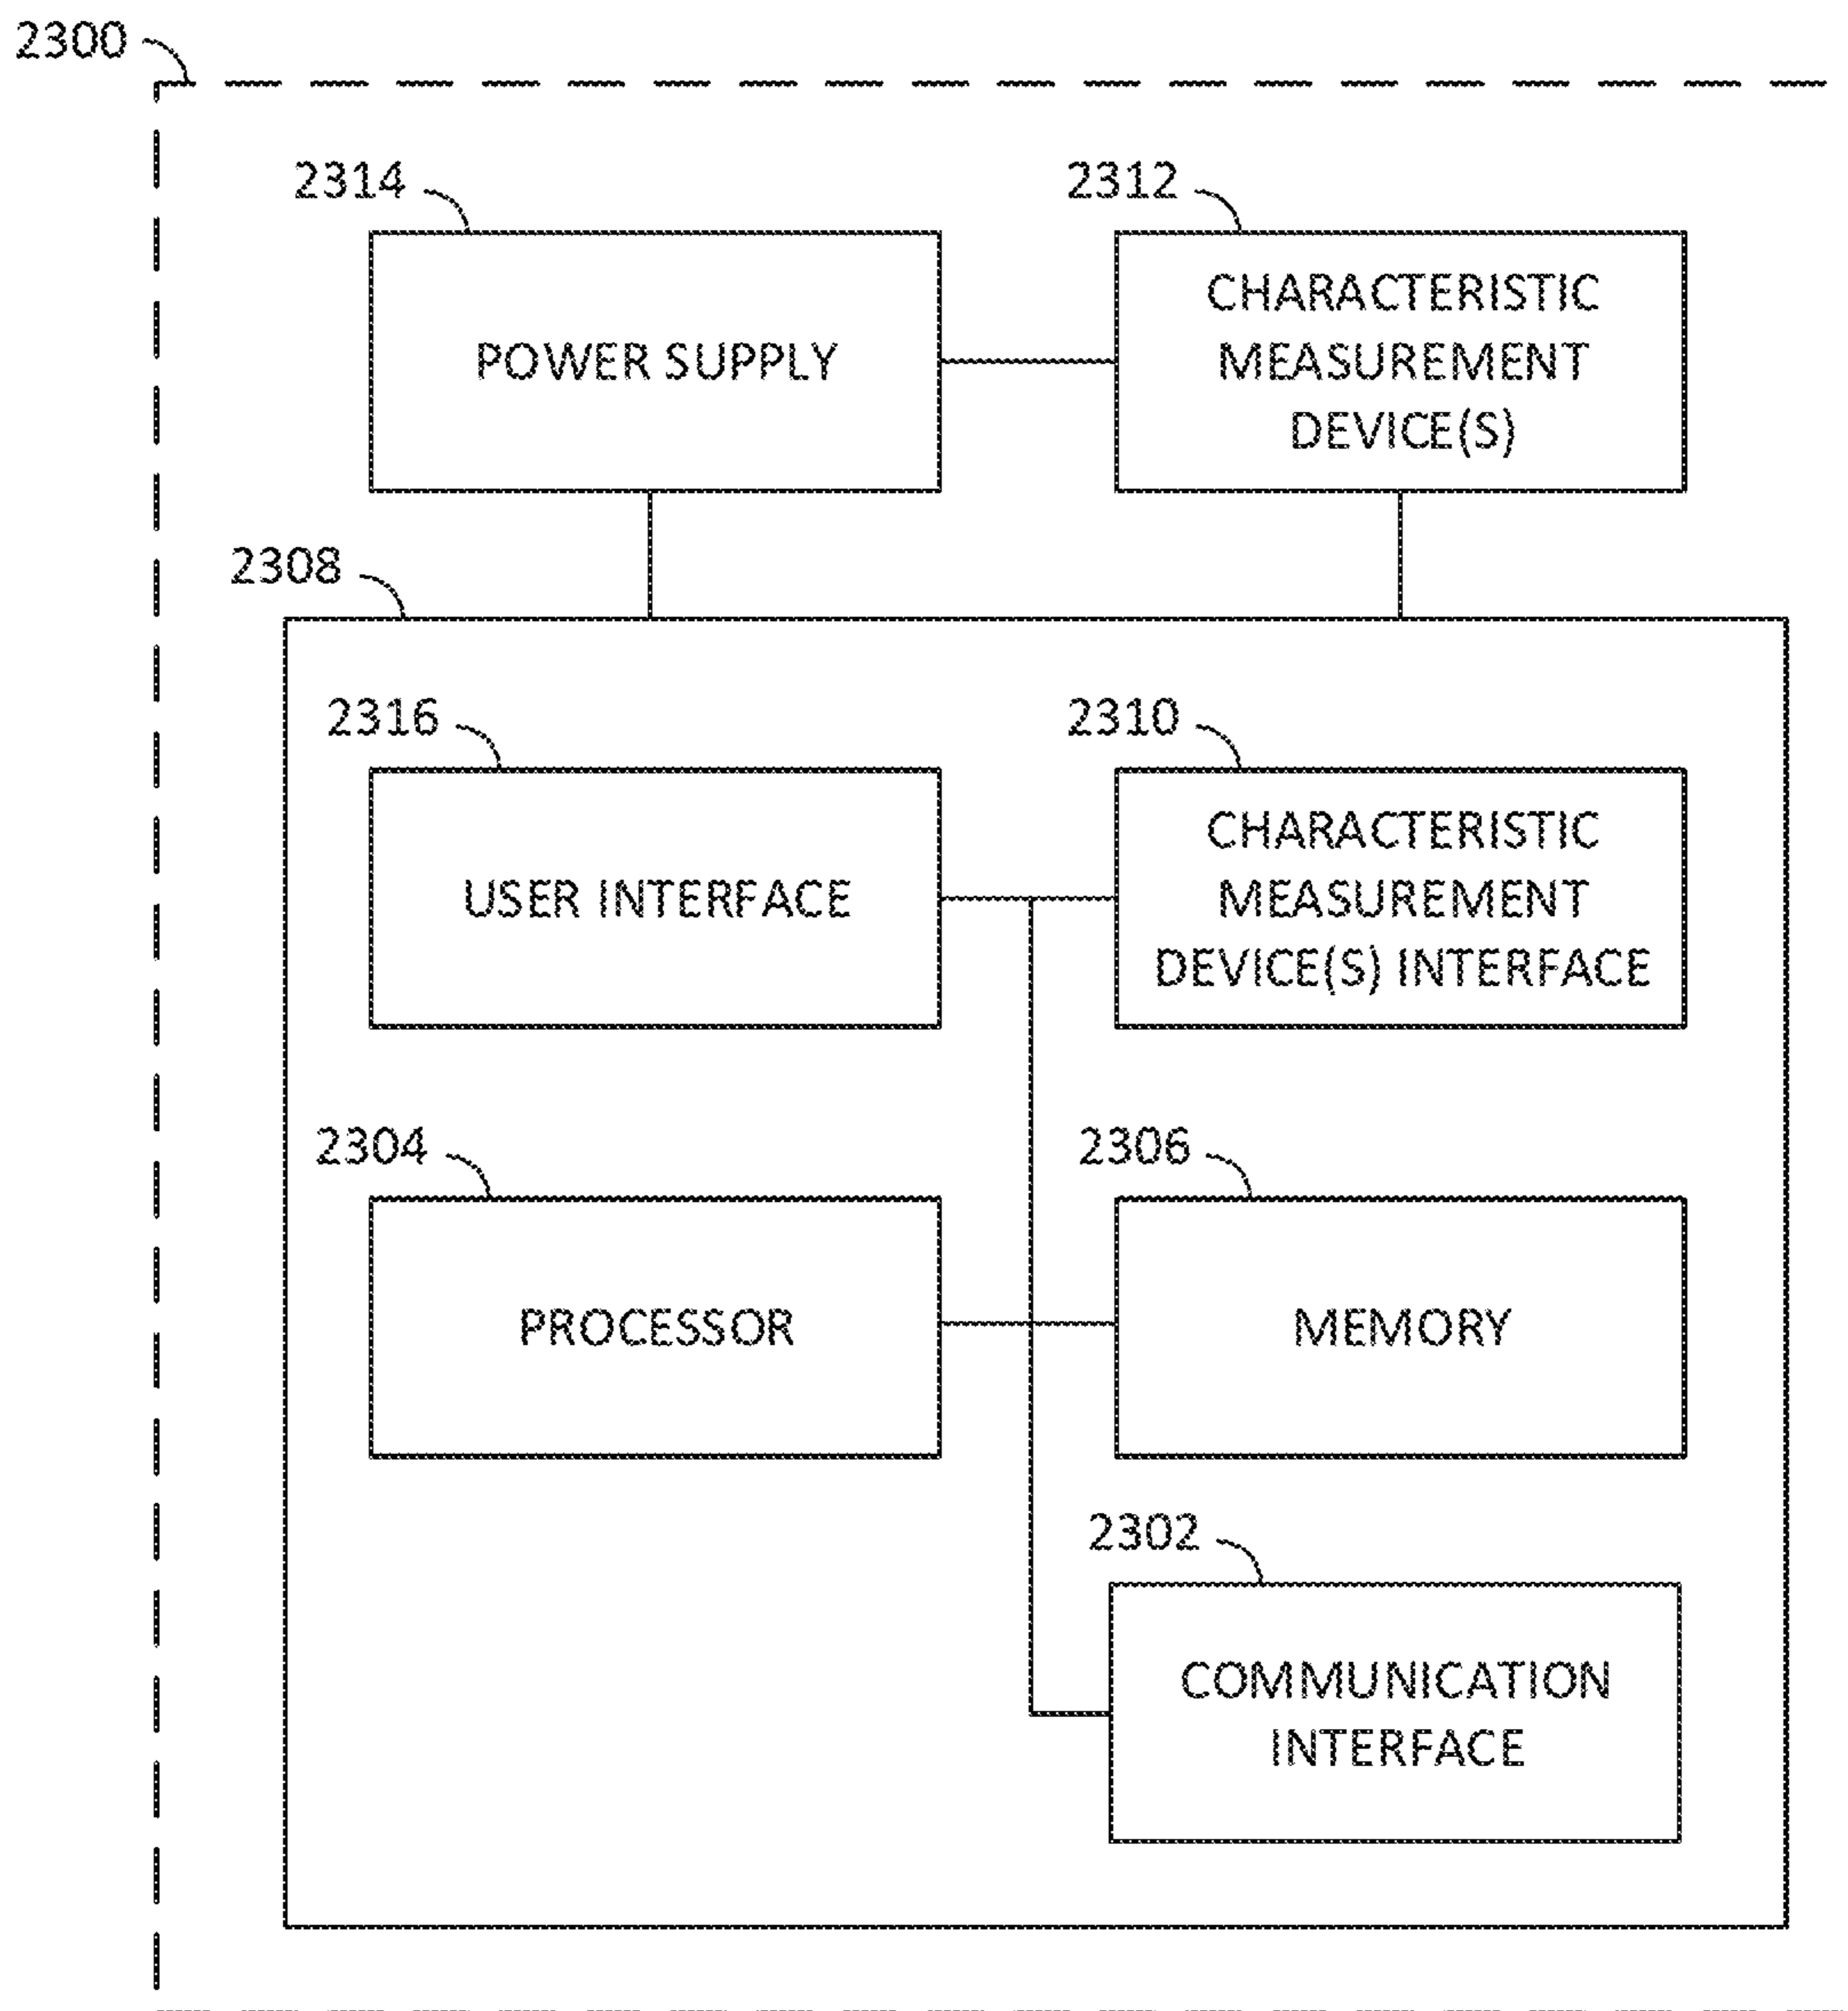 2300
2314
2312
POWER SUPPLY
CHARACTERISTIC
MEASUREMENT
DEVICE(S)
2308
2316
2310
USER INTERFACE
CHARACTERISTIC
MEASUREMENT
DEVICE(S) INTERFACE
2304
2306
PROCESSOR
MEMORY
2302
COMMUNICATION
INTERFACE